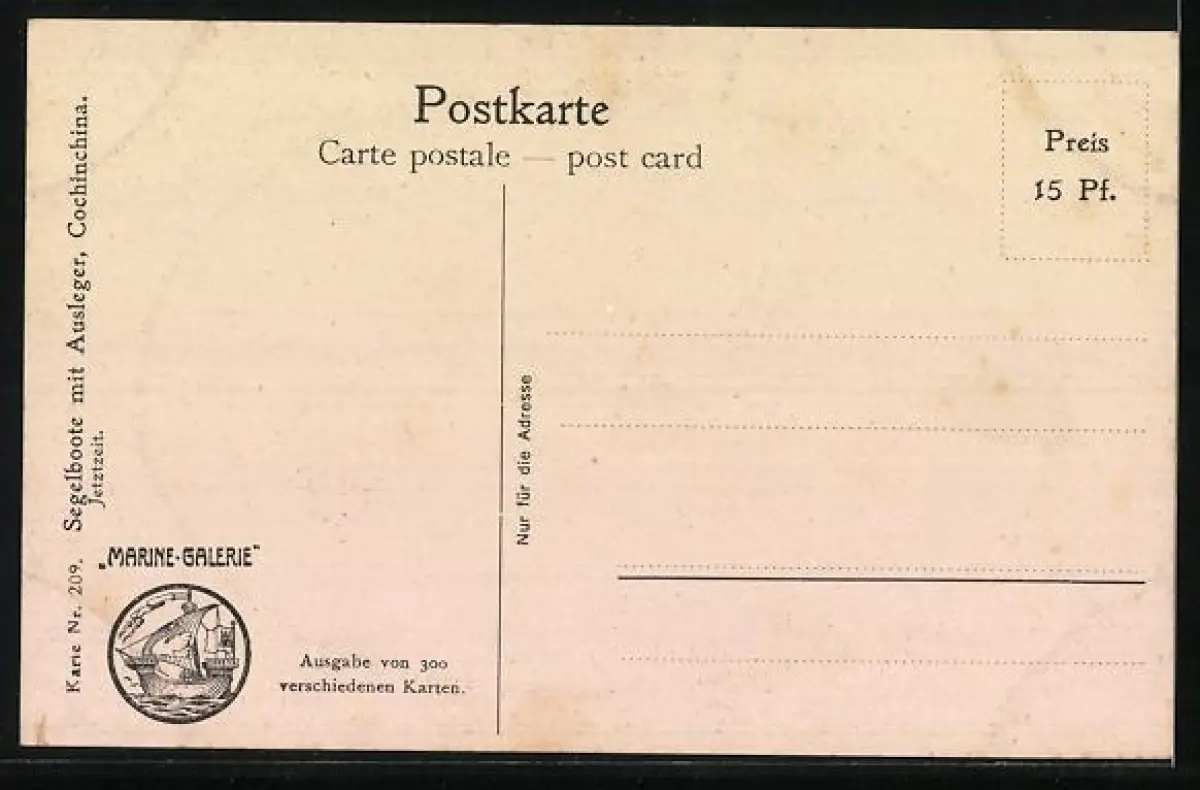 Postkarte
Carte postale — post card
Preis
15 Pf.
Karte Nr. 209. Segelboote mit Ausleger, Cochinchina.
Jetztzeit.
Nur für die Adresse
„MARINE-GALERIE"
Ausgabe von 300
verschiedenen Karten.